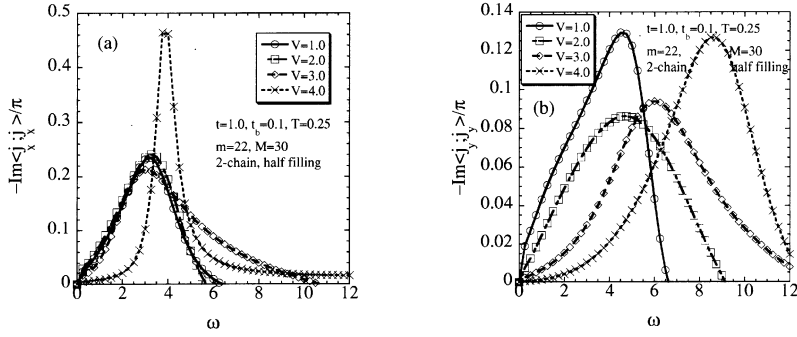 0.5
0.4
0.3
0.2
0.1
0
−Im<j_x;j_x>/π
(a)
V=1.0
V=2.0
V=3.0
V=4.0
t=1.0, t_b=0.1, T=0.25
m=22, M=30
2-chain, half filling
0 2 4 6 8 10 12
ω
0.14
0.12
0.1
0.08
0.06
0.04
0.02
0
−Im<j_y;j_y>/π
V=1.0
V=2.0
V=3.0
V=4.0
t=1.0, t_b=0.1, T=0.25
m=22, M=30
2-chain, half filling
(b)
0 2 4 6 8 10 12
ω